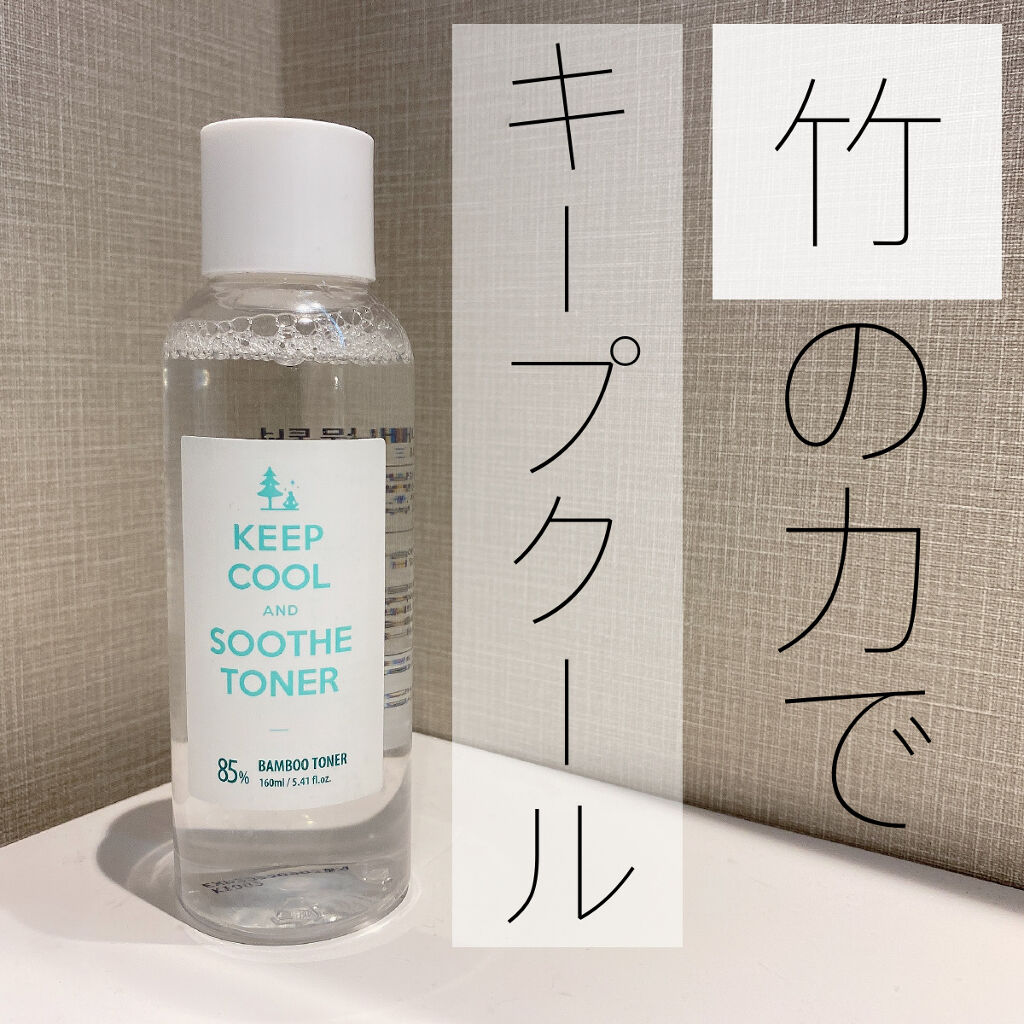 竹の力で
キープクール
KEEP
COOL
AND
SOOTHE
TONER
85% BAMBOO TONER
160ml / 5.41 fl.oz.